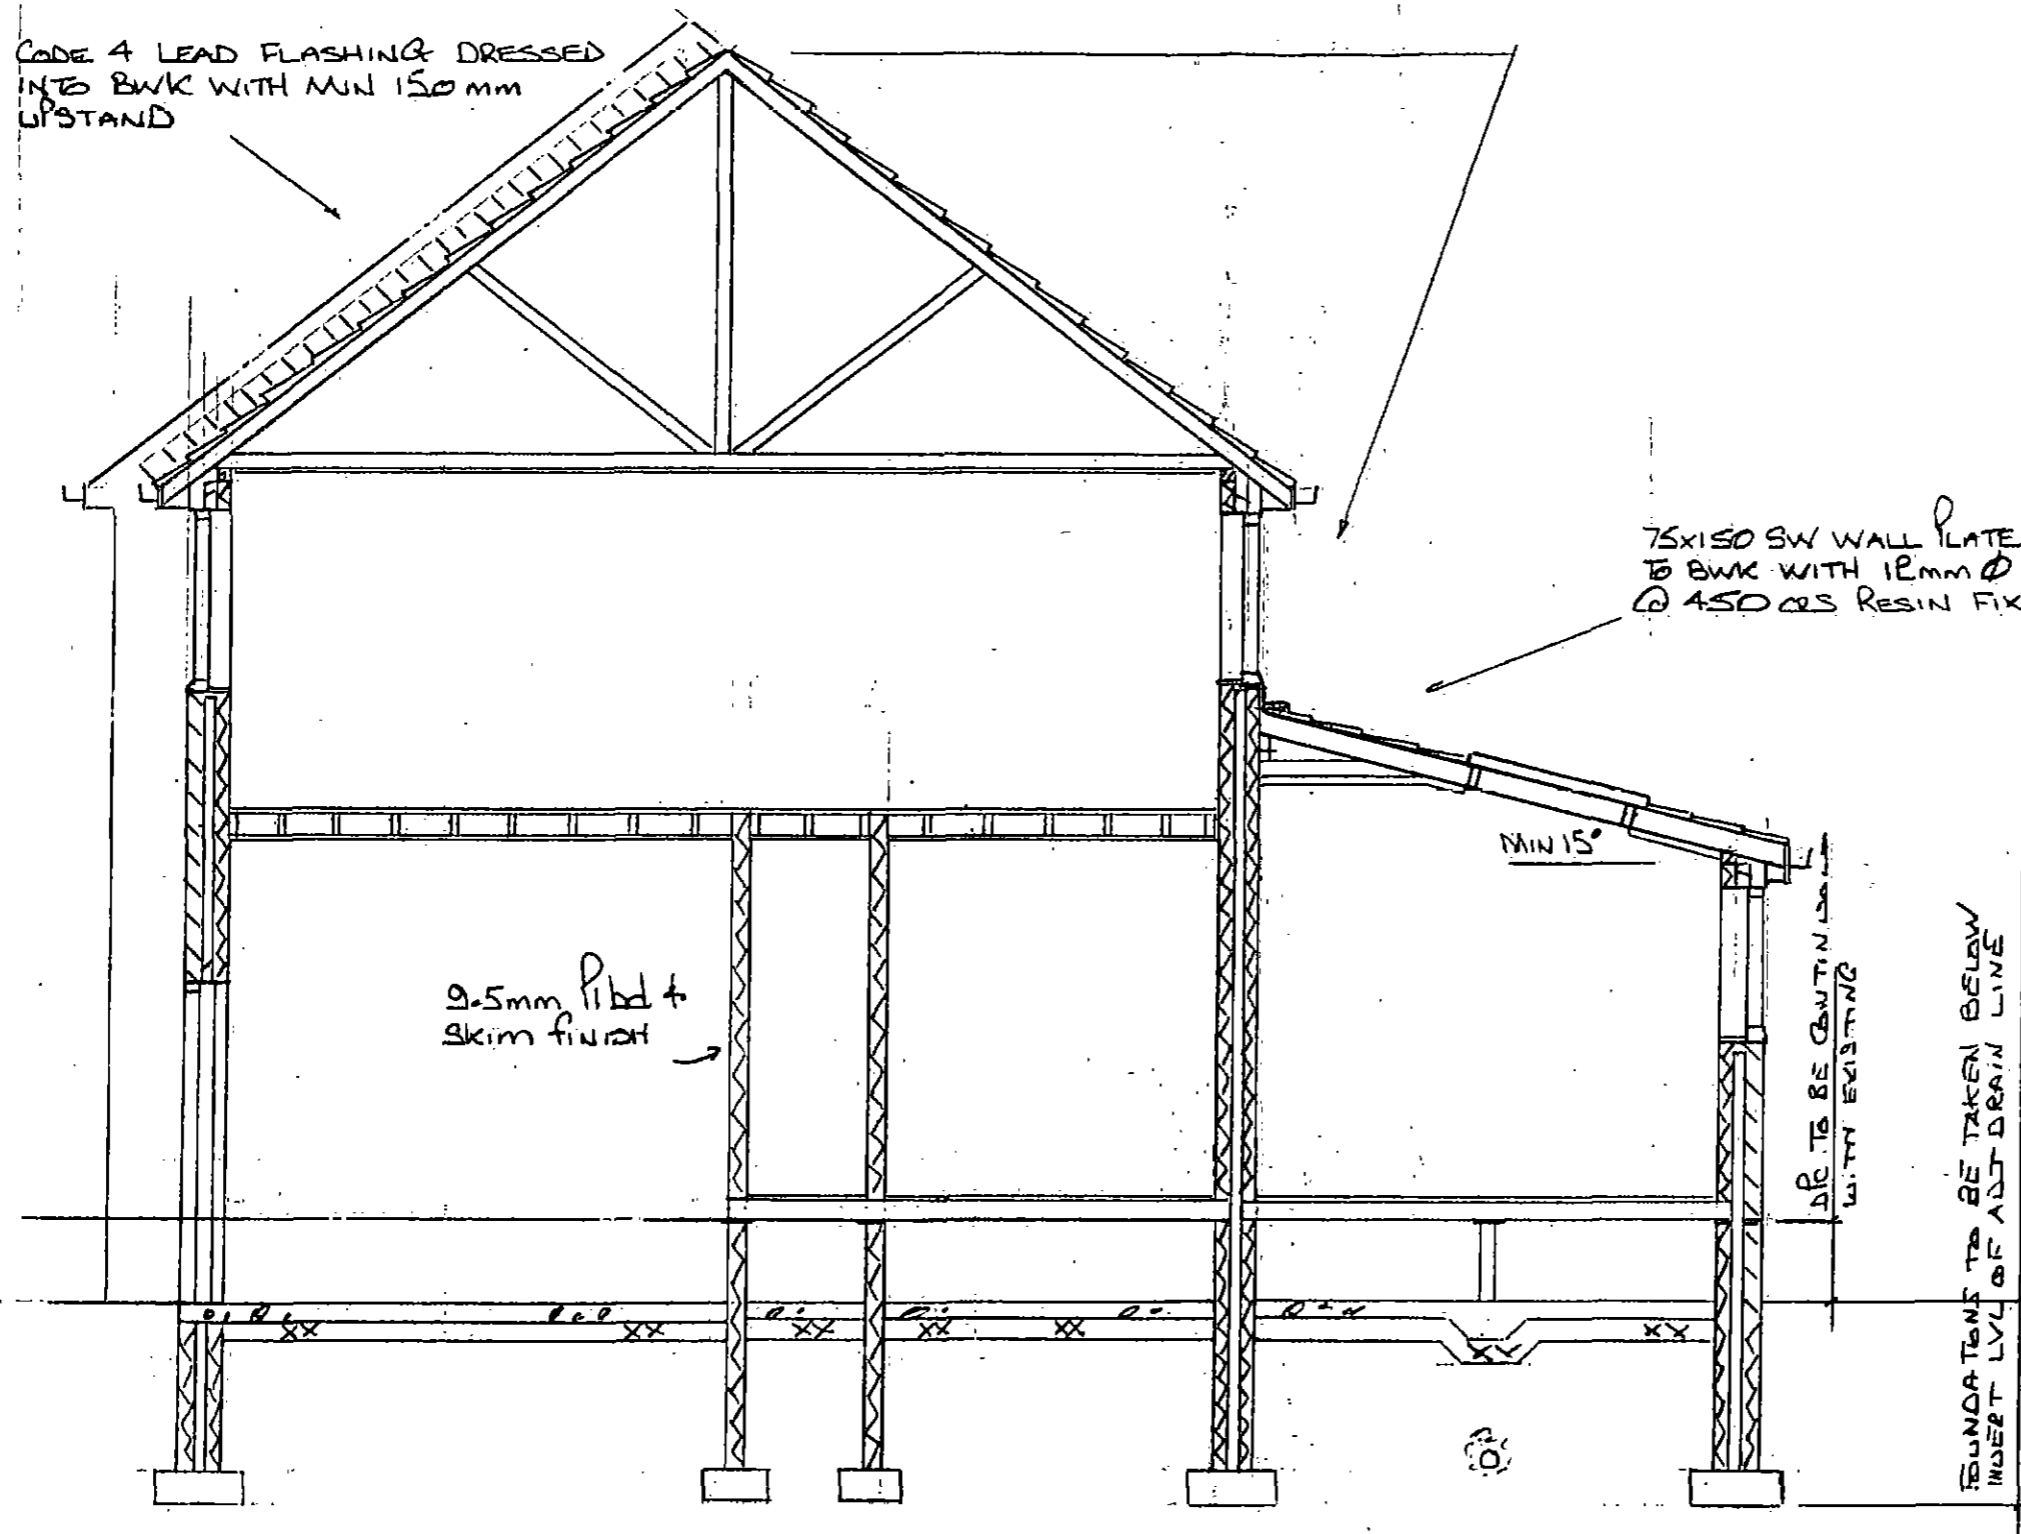 CODE 4 LEAD FLASHING DRESSED
INTO BWK WITH MIN 150mm
UPSTAND
75x150 SW WALL PLATE
TO BWK WITH 12mm Ø
@ 450 CRS RESIN FIX
MIN 15°
9.5mm P/bd &
SKIM FINISH
DPC TO BE CONTINUOUS
WITH EXISTING
FOUNDATIONS TO BE TAKEN BELOW
INVERT LVL OF ADJ DRAIN LINE